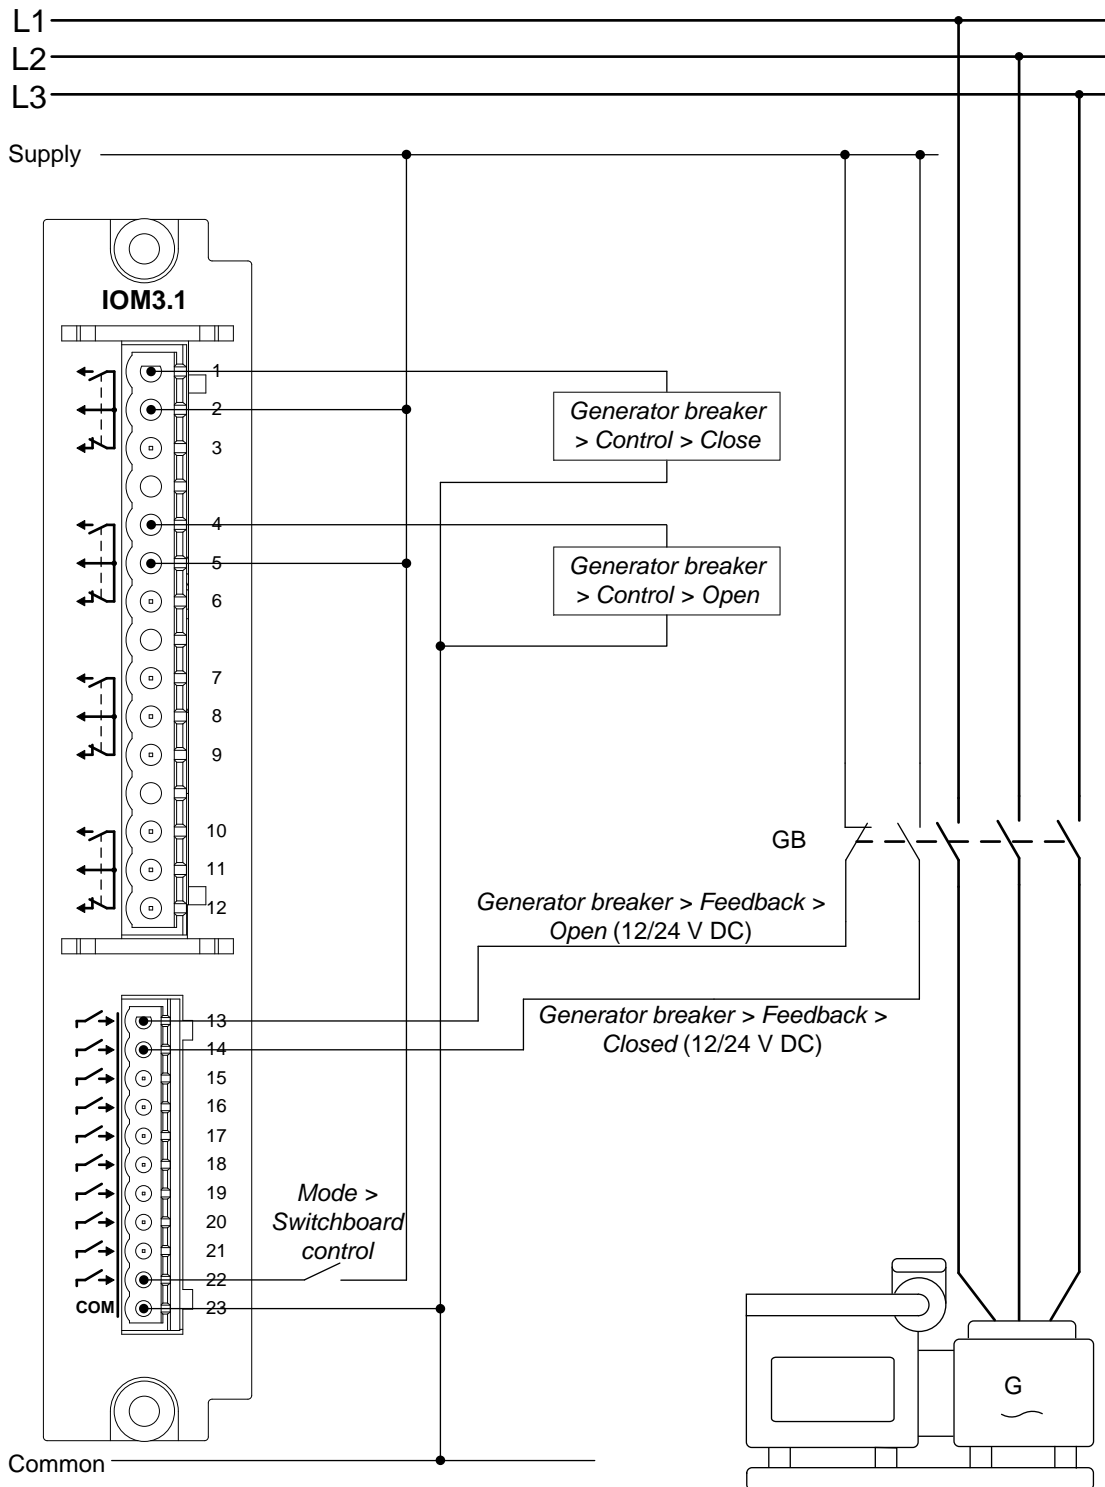 L1
L2
L3
Supply
IOM3.1
1
2
3
4
5
6
7
8
9
10
11
12
Generator breaker
> Control > Close
Generator breaker
> Control > Open
GB
Generator breaker > Feedback >
Open (12/24 V DC)
Generator breaker > Feedback >
Closed (12/24 V DC)
13
14
15
16
17
18
19
20
21
22
COM
23
Mode >
Switchboard
control
G
Common